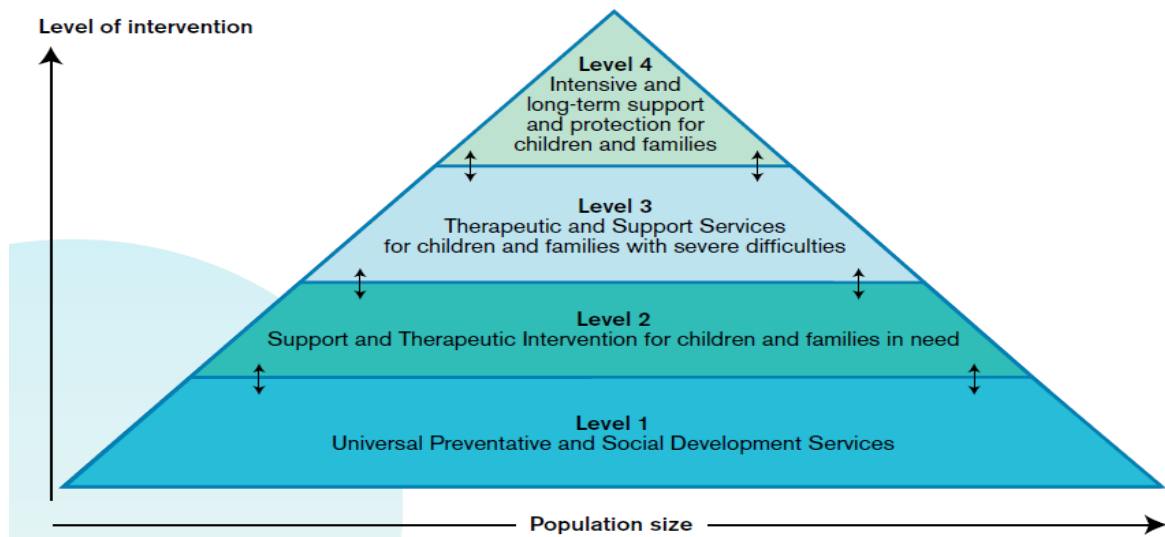 Level of intervention
Level 4
Intensive and
long-term support
and protection for
children and families
Level 3
Therapeutic and Support Services
for children and families with severe difficulties
Level 2
Support and Therapeutic Intervention for children and families in need
Level 1
Universal Preventative and Social Development Services
Population size